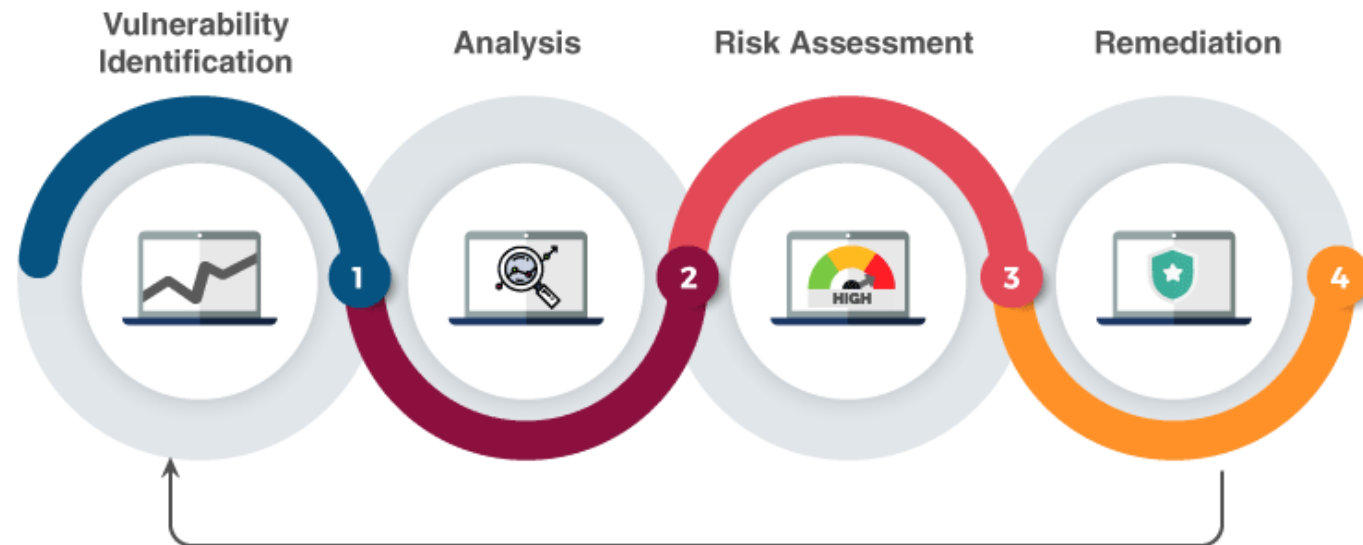 Vulnerability
Identification
Analysis
Risk Assessment
Remediation
1
2
HIGH
3
4